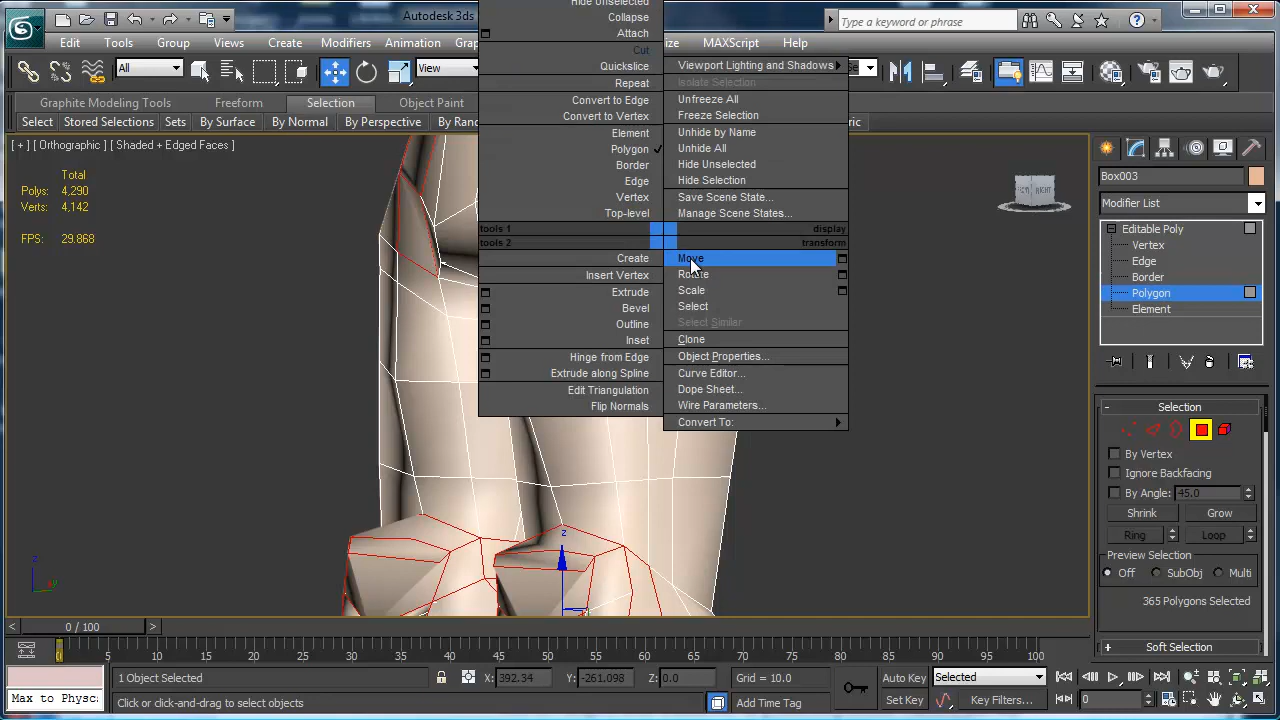 Autodesk 3ds
Type a keyword or phrase
Edit Tools Group Views Create Modifiers Animation Grap ze MAXScript Help
All View
Graphite Modeling Tools Freeform Selection Object Paint
Select Stored Selections Sets By Surface By Normal By Perspective By Ran ric
[ + ] [ Orthographic ] [ Shaded + Edged Faces ]
Total
Polys: 4,290
Verts: 4,142
FPS: 29.868
Hide Unselected
Collapse
Attach
Cut
Quickslice
Repeat
Convert to Edge
Convert to Vertex
Element
Polygon
Border
Edge
Vertex
Top-level
tools 1
tools 2
Create
Insert Vertex
Extrude
Bevel
Outline
Inset
Hinge from Edge
Extrude along Spline
Edit Triangulation
Flip Normals
Viewport Lighting and Shadows
Isolate Selection
Unfreeze All
Freeze Selection
Unhide by Name
Unhide All
Hide Unselected
Hide Selection
Save Scene State...
Manage Scene States...
display
transform
Move
Rotate
Scale
Select
Select Similar
Clone
Object Properties...
Curve Editor...
Dope Sheet...
Wire Parameters...
Convert To:
RIGHT
z
z
Box003
Modifier List
Editable Poly
Vertex
Edge
Border
Polygon
Element
- Selection
By Vertex
Ignore Backfacing
By Angle: 45.0
Shrink Grow
Ring Loop
Preview Selection
Off SubObj Multi
365 Polygons Selected
+ Soft Selection
< 0 / 100 >
0 5 10 15 20 25 30 35 40 45 50 55 60 65 70 75 80 85 90 95 100
1 Object Selected X: 392.34 Y: -261.098 Z: 0.0 Grid = 10.0 Auto Key Selected
Max to Physcs Click or click-and-drag to select objects Add Time Tag Set Key Key Filters... 0